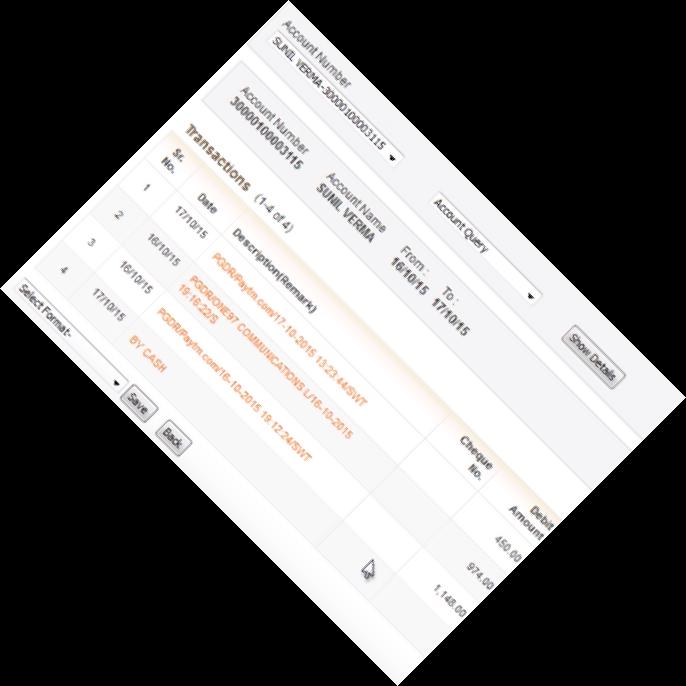 Account Number
SUNIL VERMA-30000100003115
Account Query
Show Details
Account Number
30000100003115
Account Name
SUNIL VERMA
From :
16/10/15
To :
17/10/15
Transactions (1-4 of 4)
Sr. No. Date Description(Remark) Cheque No. Debit Amount
1 17/10/15 PGDR/Paytm.com/17-10-2015 13:23:44/SWT 450.00
2 16/10/15 PGDR/ONE97 COMMUNICATIONS L/16-10-2015
19:16:22/S 974.00
3 16/10/15 PGDR/Paytm.com/16-10-2015 19:12:24/SWT 1,148.00
4 17/10/15 BY CASH
Select Format-
Save
Back